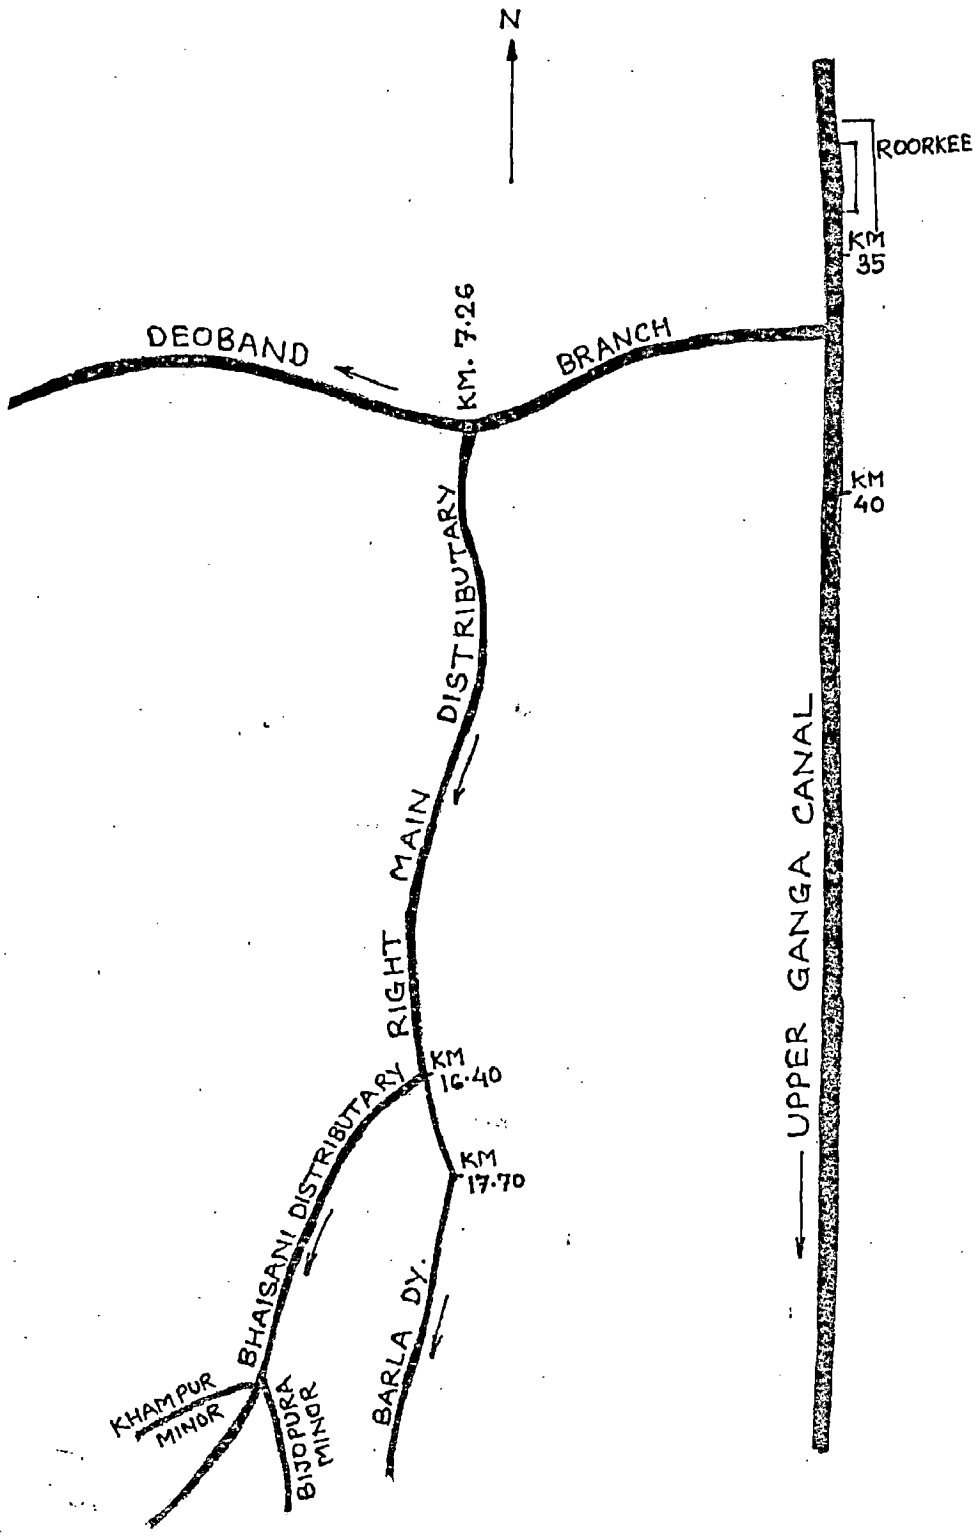 N
ROORKEE
KM
35
DEOBAND
KM. 7.26
BRANCH
KM
40
DISTRIBUTARY
MAIN
RIGHT
UPPER GANGA CANAL
KM
16.40
KM
17.70
BHAISANI DISTRIBUTARY
BARLA DY.
KHAMPUR
MINOR
BIJOPURA
MINOR